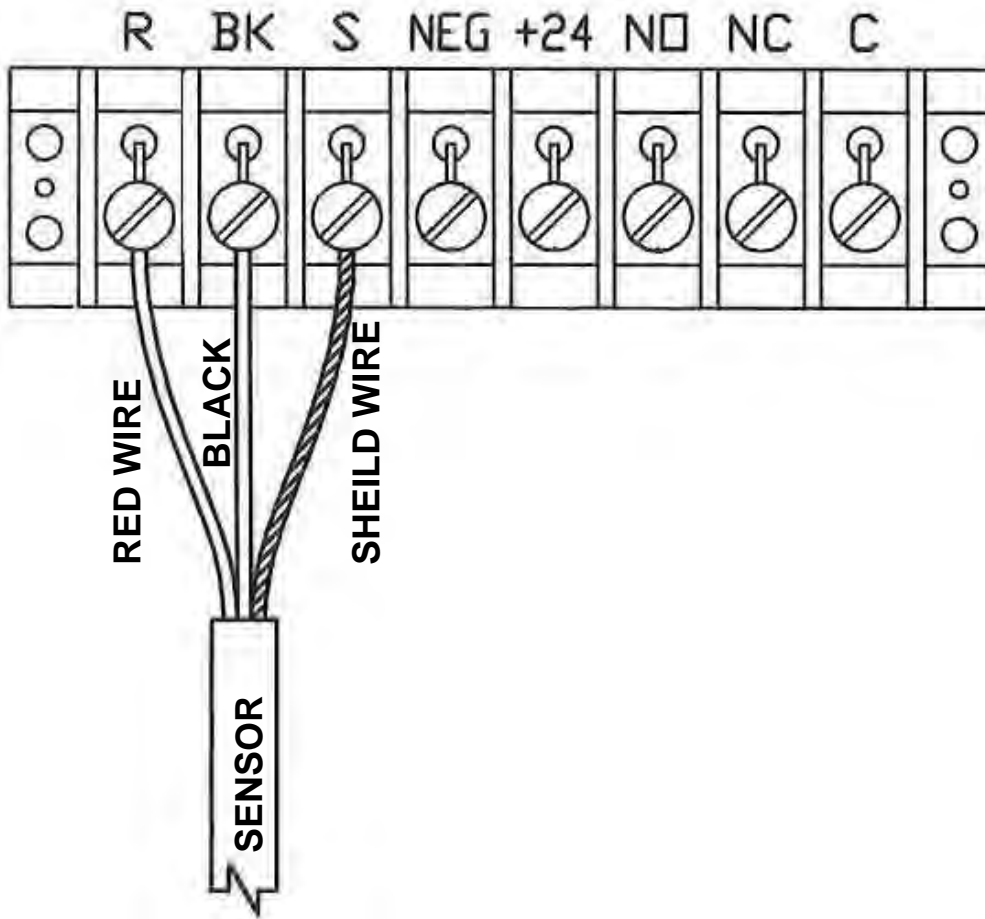 R BK S NEG +24 NO NC C
RED WIRE
BLACK
SHEILD WIRE
SENSOR